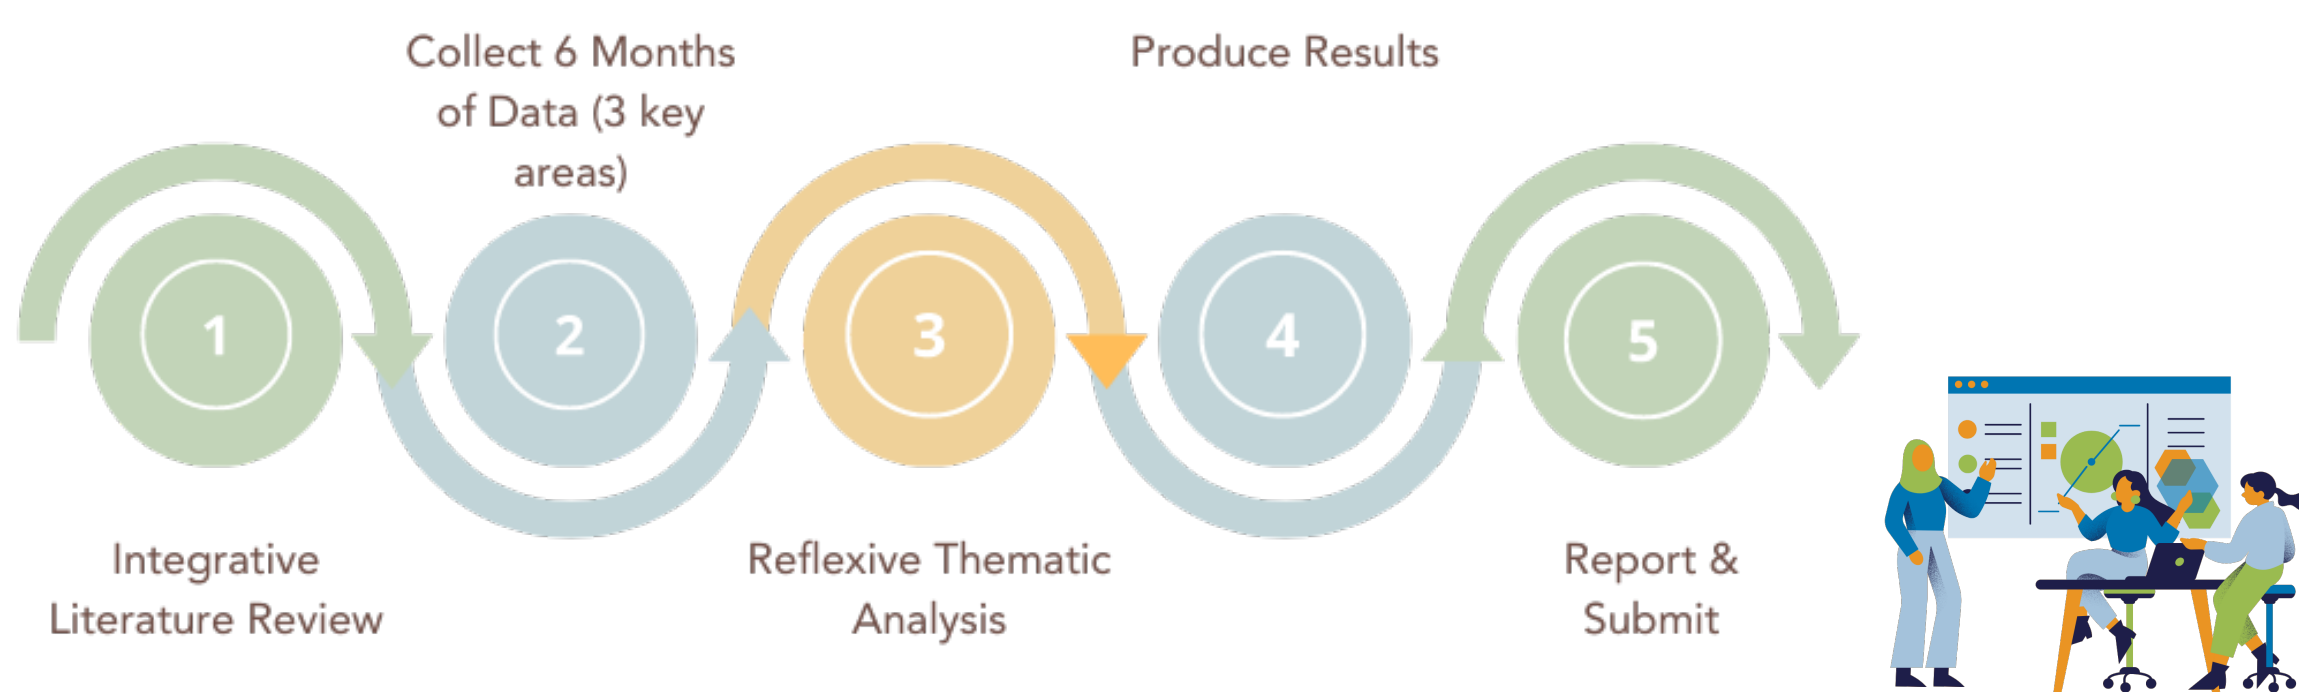 Collect 6 Months
of Data (3 key
areas)
Produce Results
1
2
3
4
5
Integrative
Literature Review
Reflexive Thematic
Analysis
Report &
Submit